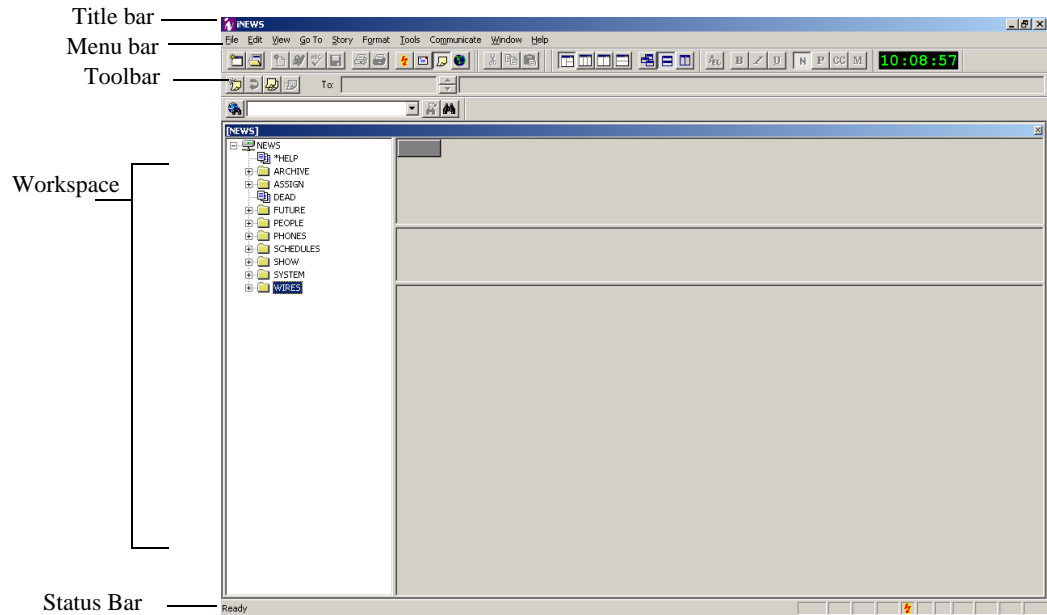 Title bar
iNEWS
Menu bar
File Edit View Go To Story Format Tools Communicate Window Help
N P CC M
B I U
10:08:57
Toolbar
To:
[NEWS]
NEWS
*HELP
ARCHIVE
ASSIGN
DEAD
FUTURE
PEOPLE
PHONES
SCHEDULES
SHOW
SYSTEM
WIRES
Workspace
Status Bar
Ready